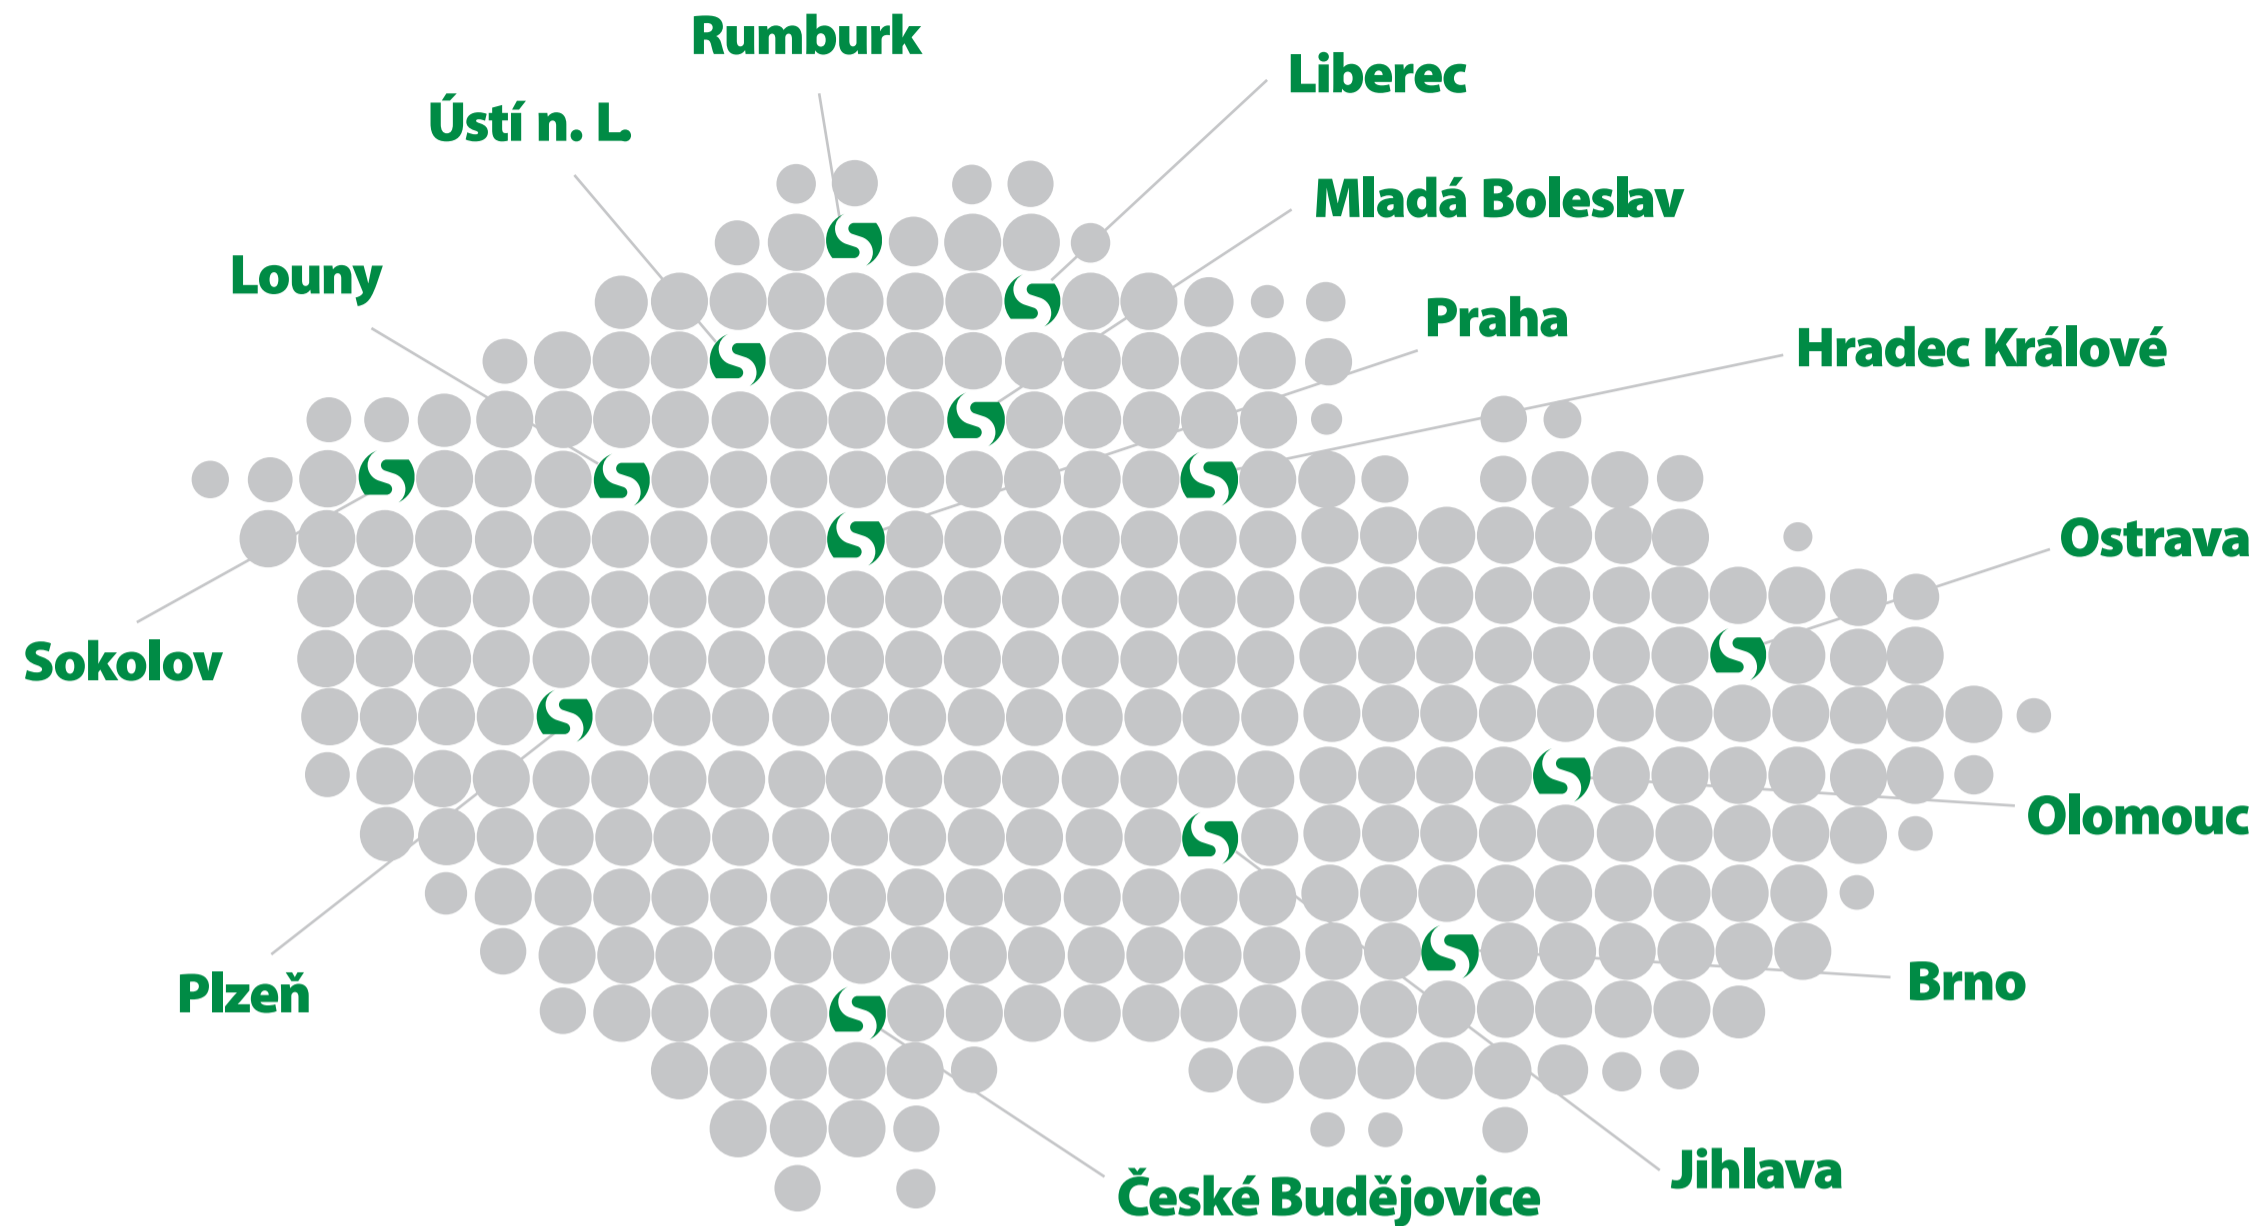 Rumburk
Liberec
Ústí n. L.
Mladá Boleslav
Louny
Praha
Hradec Králové
Ostrava
Sokolov
Olomouc
Plzeň
Brno
Jihlava
České Budějovice